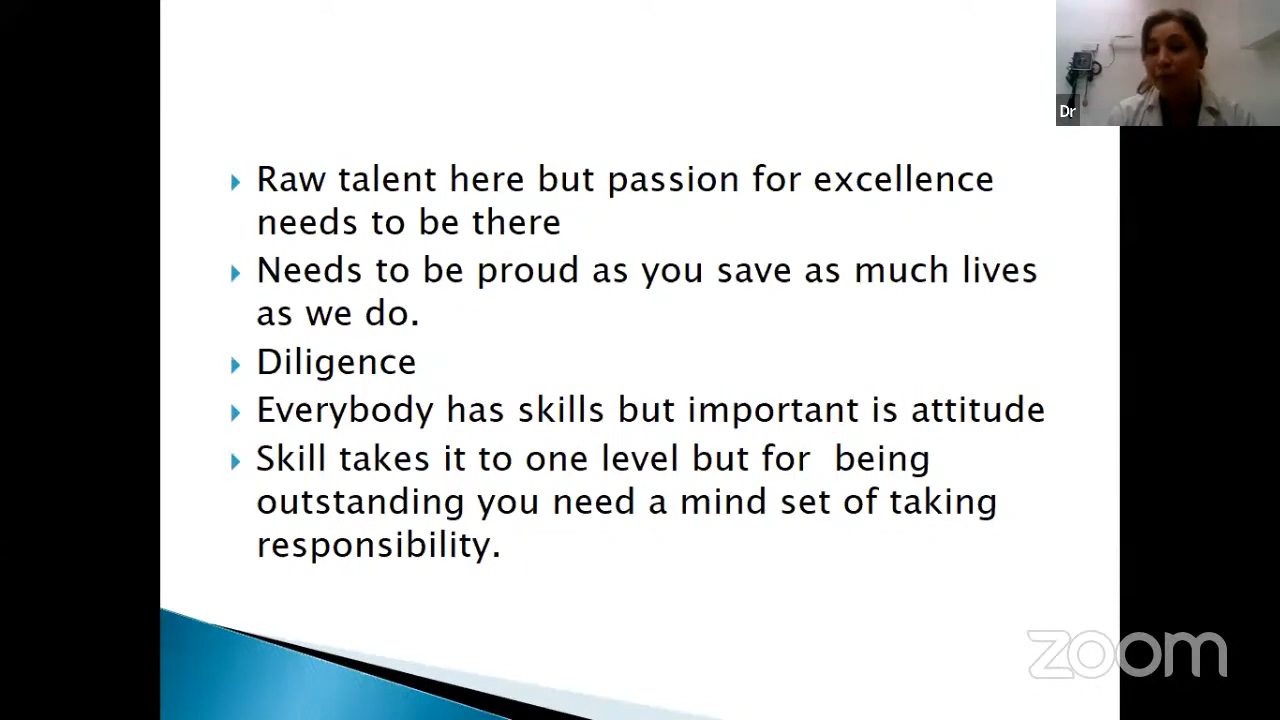 Dr
Raw talent here but passion for excellence
needs to be there
Needs to be proud as you save as much lives
as we do.
Diligence
Everybody has skills but important is attitude
Skill takes it to one level but for  being
outstanding you need a mind set of taking
responsibility.
zoom